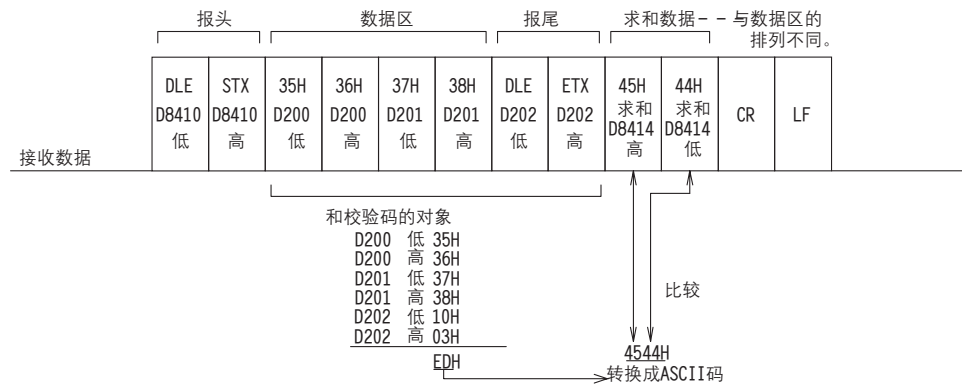 报头 数据区 报尾 求和数据--与数据区的
排列不同。
DLE STX 35H 36H 37H 38H DLE ETX 45H 44H CR LF
D8410 D8410 D200 D200 D201 D201 D202 D202 求和 求和
D8414 D8414
低 高 低 高 低 高 低 高 高 低
接收数据
和校验码的对象
D200 低 35H
D200 高 36H
D201 低 37H
D201 高 38H
D202 低 10H
D202 高 03H
比较
EDH
4544H
转换成ASCII码